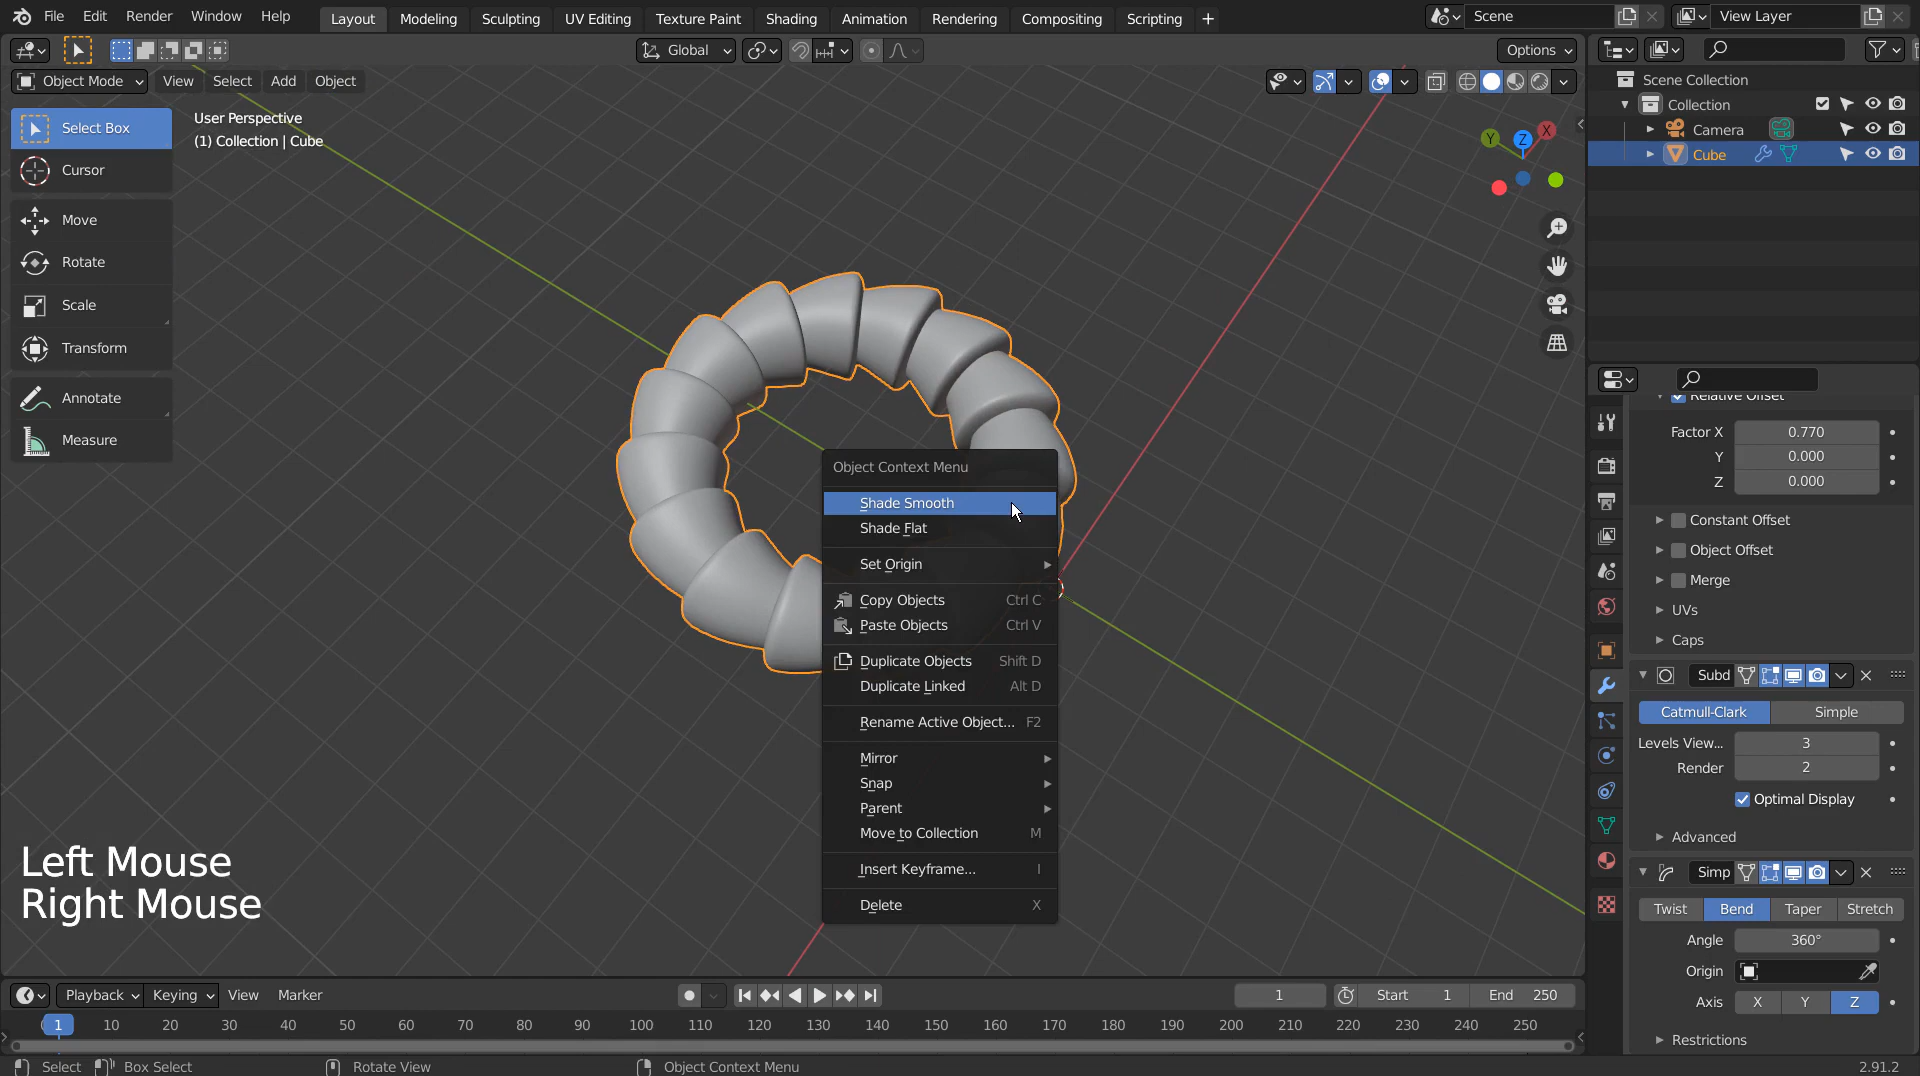 File Edit Render Window Help Layout Modeling Sculpting UV Editing Texture Paint Shading Animation Rendering Compositing Scripting + Scene View Layer
Global Options
Object Mode View Select Add Object
Select Box
Cursor
Move
Rotate
Scale
Transform
Annotate
Measure
User Perspective
(1) Collection | Cube
Y Z X
Object Context Menu
Shade Smooth
Shade Flat
Set Origin
Copy Objects Ctrl C
Paste Objects Ctrl V
Duplicate Objects Shift D
Duplicate Linked Alt D
Rename Active Object... F2
Mirror
Snap
Parent
Move to Collection M
Insert Keyframe... I
Delete X
Left Mouse
Right Mouse
Scene Collection
Collection
Camera
Cube
Relative Offset
Factor X 0.770
Y 0.000
Z 0.000
Constant Offset
Object Offset
Merge
UVs
Caps
Subd
Catmull-Clark Simple
Levels View... 3
Render 2
Optimal Display
Advanced
Simp
Twist Bend Taper Stretch
Angle 360°
Origin
Axis X Y Z
Restrictions
Playback Keying View Marker 1 Start 1 End 250
1 10 20 30 40 50 60 70 80 90 100 110 120 130 140 150 160 170 180 190 200 210 220 230 240 250
Select Box Select Rotate View Object Context Menu 2.91.2